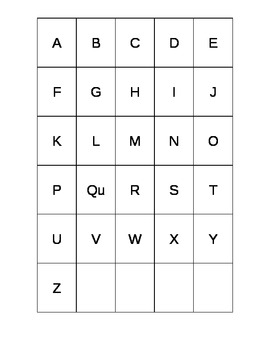 A B C D E
F G H I J
K L M N O
P Qu R S T
U V W X Y
Z